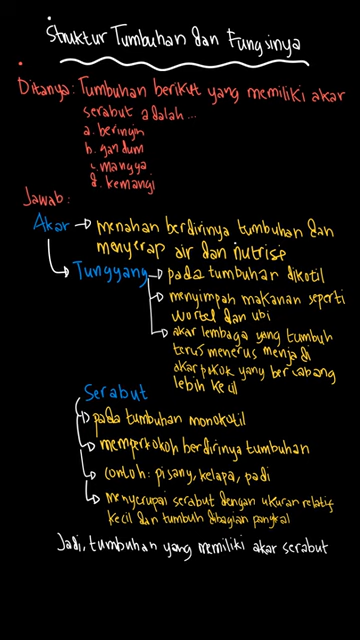 Struktur Tumbuhan dan Fungsinya
Ditanya: Tumbuhan berikut yang memiliki akar
serabut adalah...
a. beringin
b. gandum
c. mangga
d. kemangi
Jawab:
Akar → menahan berdirinya tumbuhan dan
menyerap air dan nutrisi
Tunggang → pada tumbuhan dikotil
→ menyimpah makanan seperti
wortel dan ubi
→ akar lembaga yang tumbuh
terus menerus menjadi
akar pokok yang bercabang
lebih kecil
Serabut
→ pada tumbuhan monokotil
→ memperkokoh berdirinya tumbuhan
→ contoh: pisang, kelapa, padi
→ menyerupai serabut dengan ukuran relatif
kecil dan tumbuh dibagian pangkal
Jadi, tumbuhan yang memiliki akar serabut